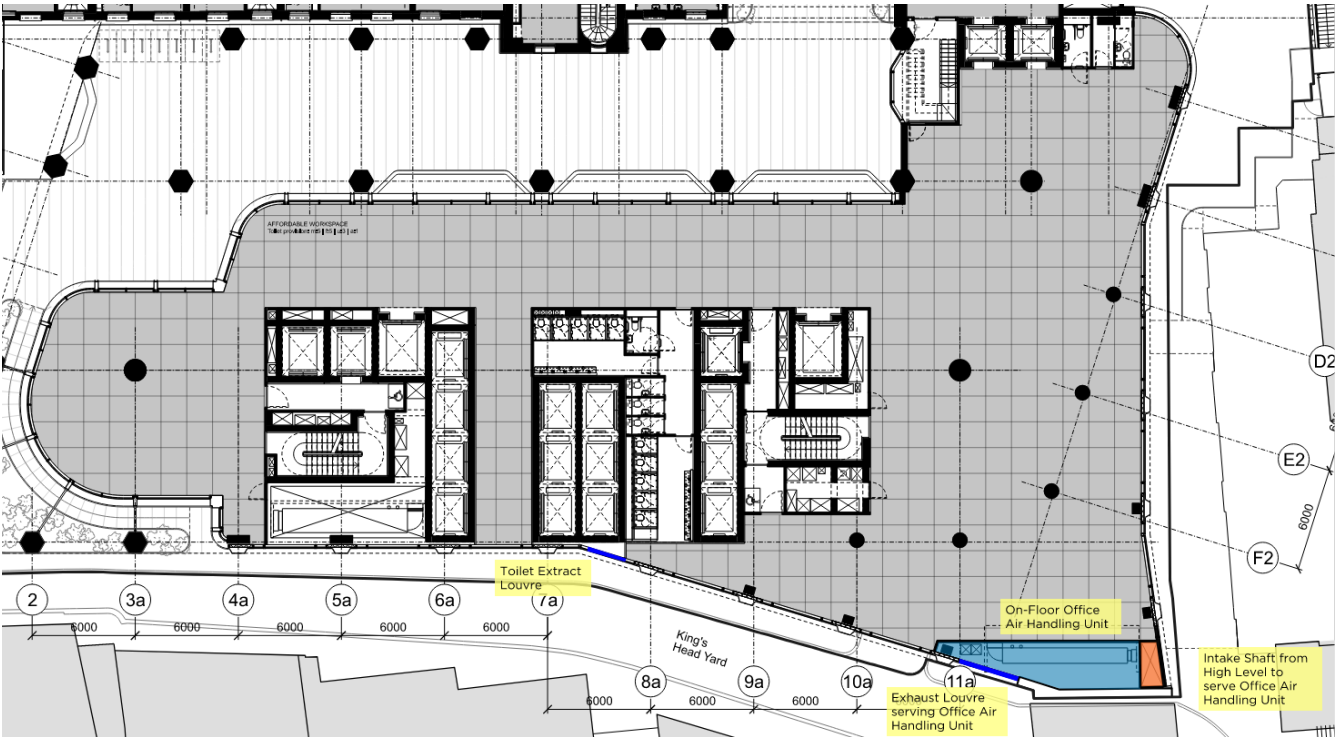 AFFORDABLE WORKSPACE
D2
E2
6000
F2
Toilet Extract
Louvre
2
3a
4a
5a
6a
7a
6000
6000
6000
6000
6000
King's
Head Yard
On-Floor Office
Air Handling Unit
Intake Shaft from
High Level to
serve Office Air
Handling Unit
8a
9a
10a
11a
6000
6000
6000
Exhaust Louvre
serving Office Air
Handling Unit